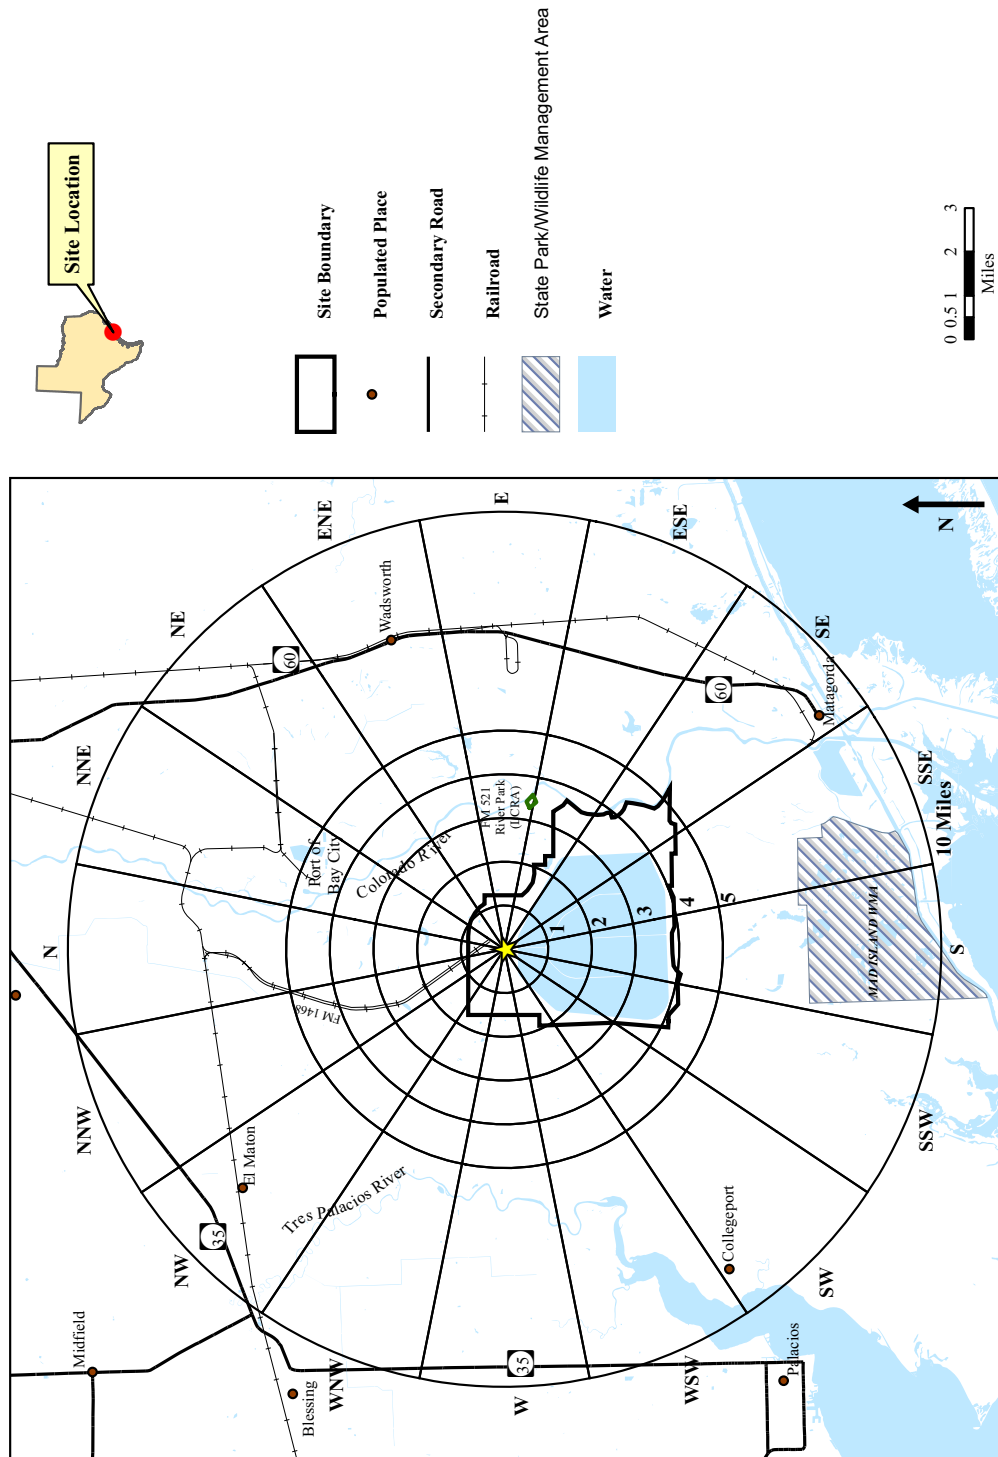 Site Location
Site Boundary
Populated Place
Secondary Road
Railroad
State Park/Wildlife Management Area
Water
0 0.5 1 2 3
Miles
N
NNE
NE
ENE
E
ESE
SE
SSE
S
SSW
SW
WSW
W
WNW
NW
NNW
10 Miles
1
2
3
4
5
N
Midfield
Blessing
El Maton
35
35
60
60
Wadsworth
Matagorda
Collegeport
Palacios
Tres Palacios River
FM 1468
Port of
Bay City
Colorado River
FM 521
River Park
(LCRA)
MAD ISLAND WMA